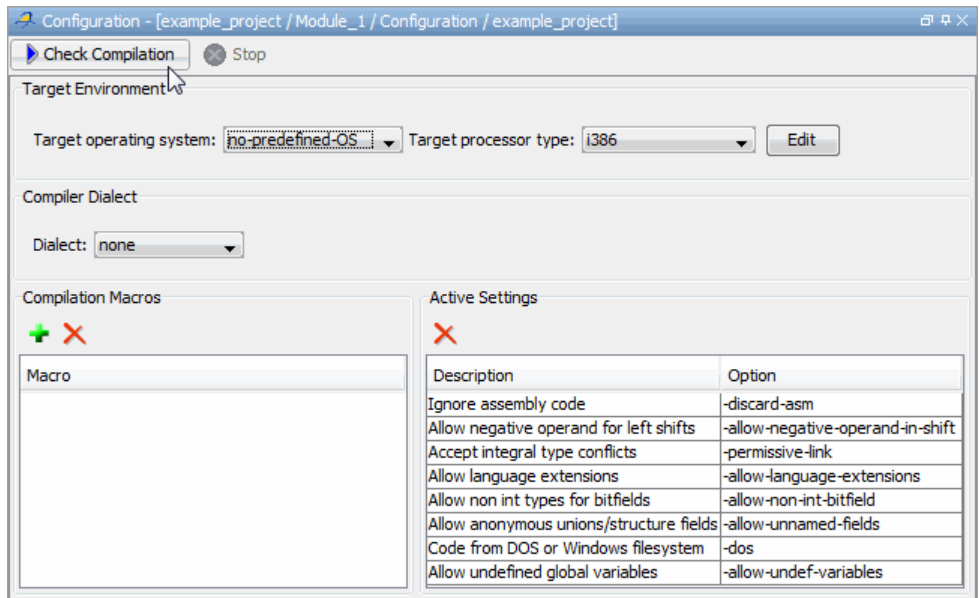 Configuration - [example_project / Module_1 / Configuration / example_project]
Check Compilation Stop
Target Environment
Target operating system: no-predefined-OS Target processor type: i386 Edit
Compiler Dialect
Dialect: none
Compilation Macros
Macro
Active Settings
Description Option
Ignore assembly code -discard-asm
Allow negative operand for left shifts -allow-negative-operand-in-shift
Accept integral type conflicts -permissive-link
Allow language extensions -allow-language-extensions
Allow non int types for bitfields -allow-non-int-bitfield
Allow anonymous unions/structure fields -allow-unnamed-fields
Code from DOS or Windows filesystem -dos
Allow undefined global variables -allow-undef-variables